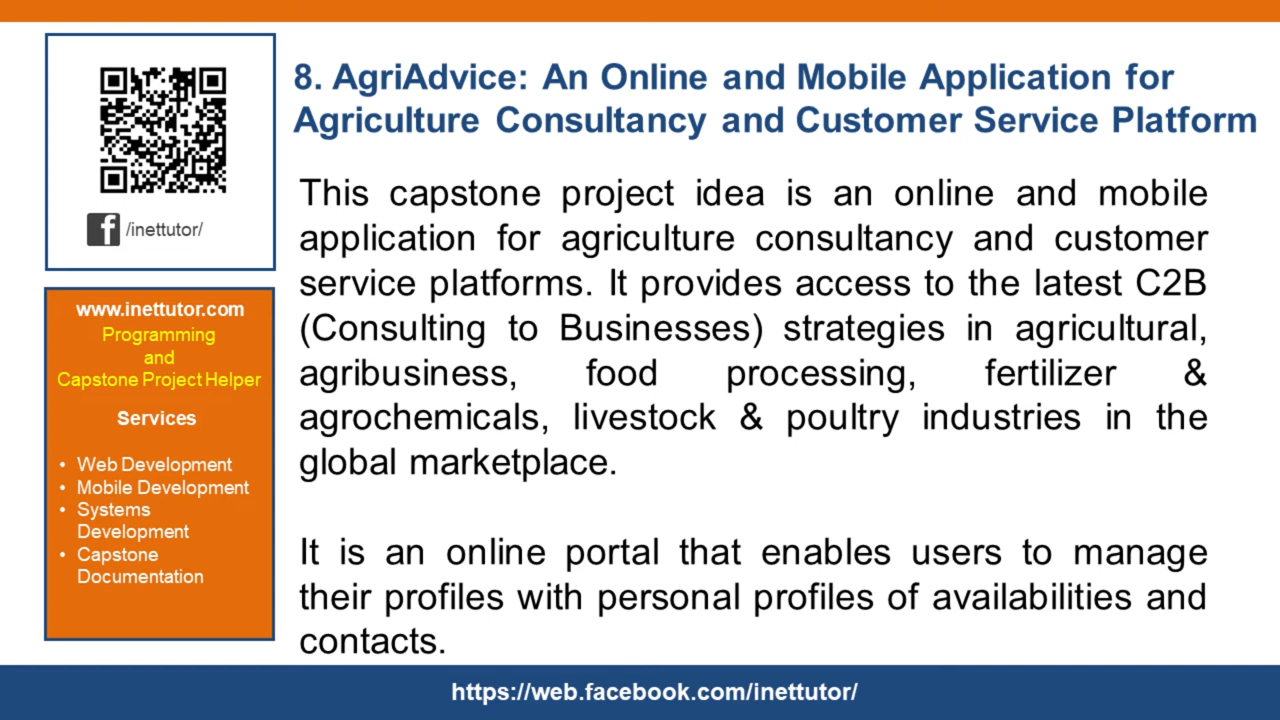 8. AgriAdvice: An Online and Mobile Application for
Agriculture Consultancy and Customer Service Platform
f /inettutor/
www.inettutor.com
Programming
and
Capstone Project Helper
Services
• Web Development
• Mobile Development
• Systems
Development
• Capstone
Documentation
This capstone project idea is an online and mobile
application for agriculture consultancy and customer
service platforms. It provides access to the latest C2B
(Consulting to Businesses) strategies in agricultural,
agribusiness, food processing, fertilizer &
agrochemicals, livestock & poultry industries in the
global marketplace.
It is an online portal that enables users to manage
their profiles with personal profiles of availabilities and
contacts.
https://web.facebook.com/inettutor/